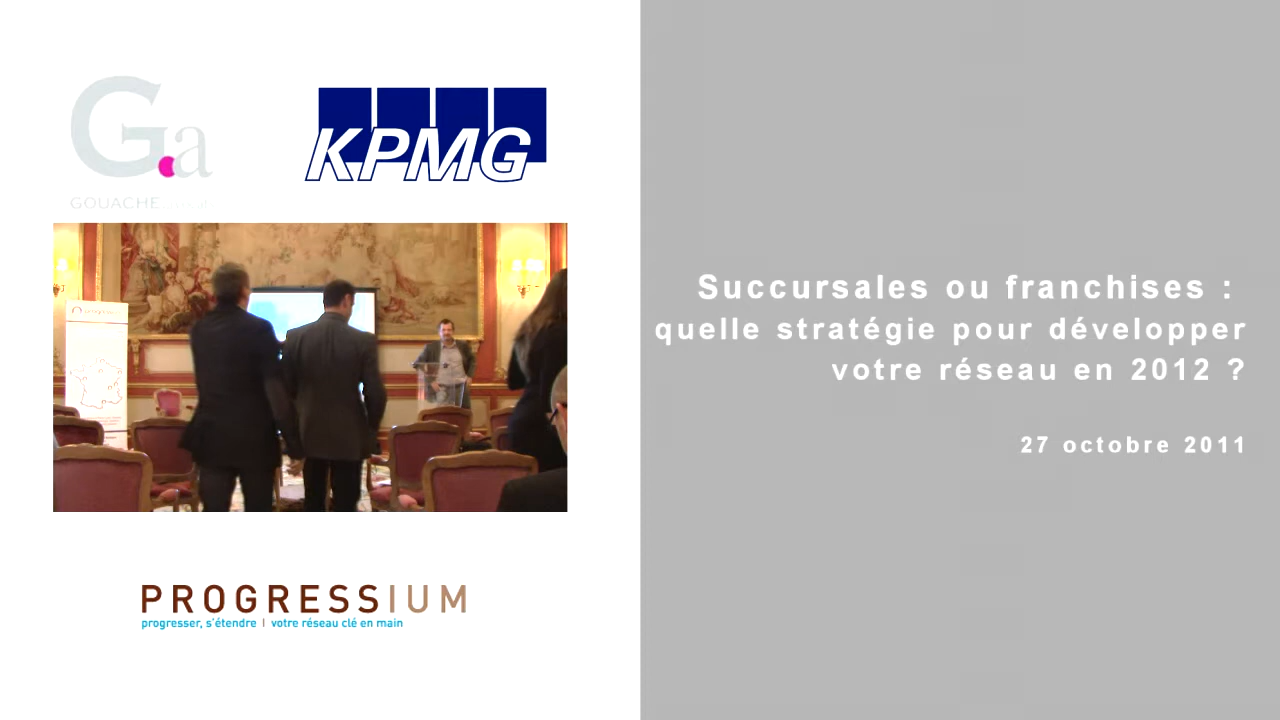 G.a
KPMG
GOUACHE
Succursales ou franchises :
quelle stratégie pour développer
votre réseau en 2012 ?
27 octobre 2011
PROGRESSIUM
progresser, s'étendre | votre réseau clé en main